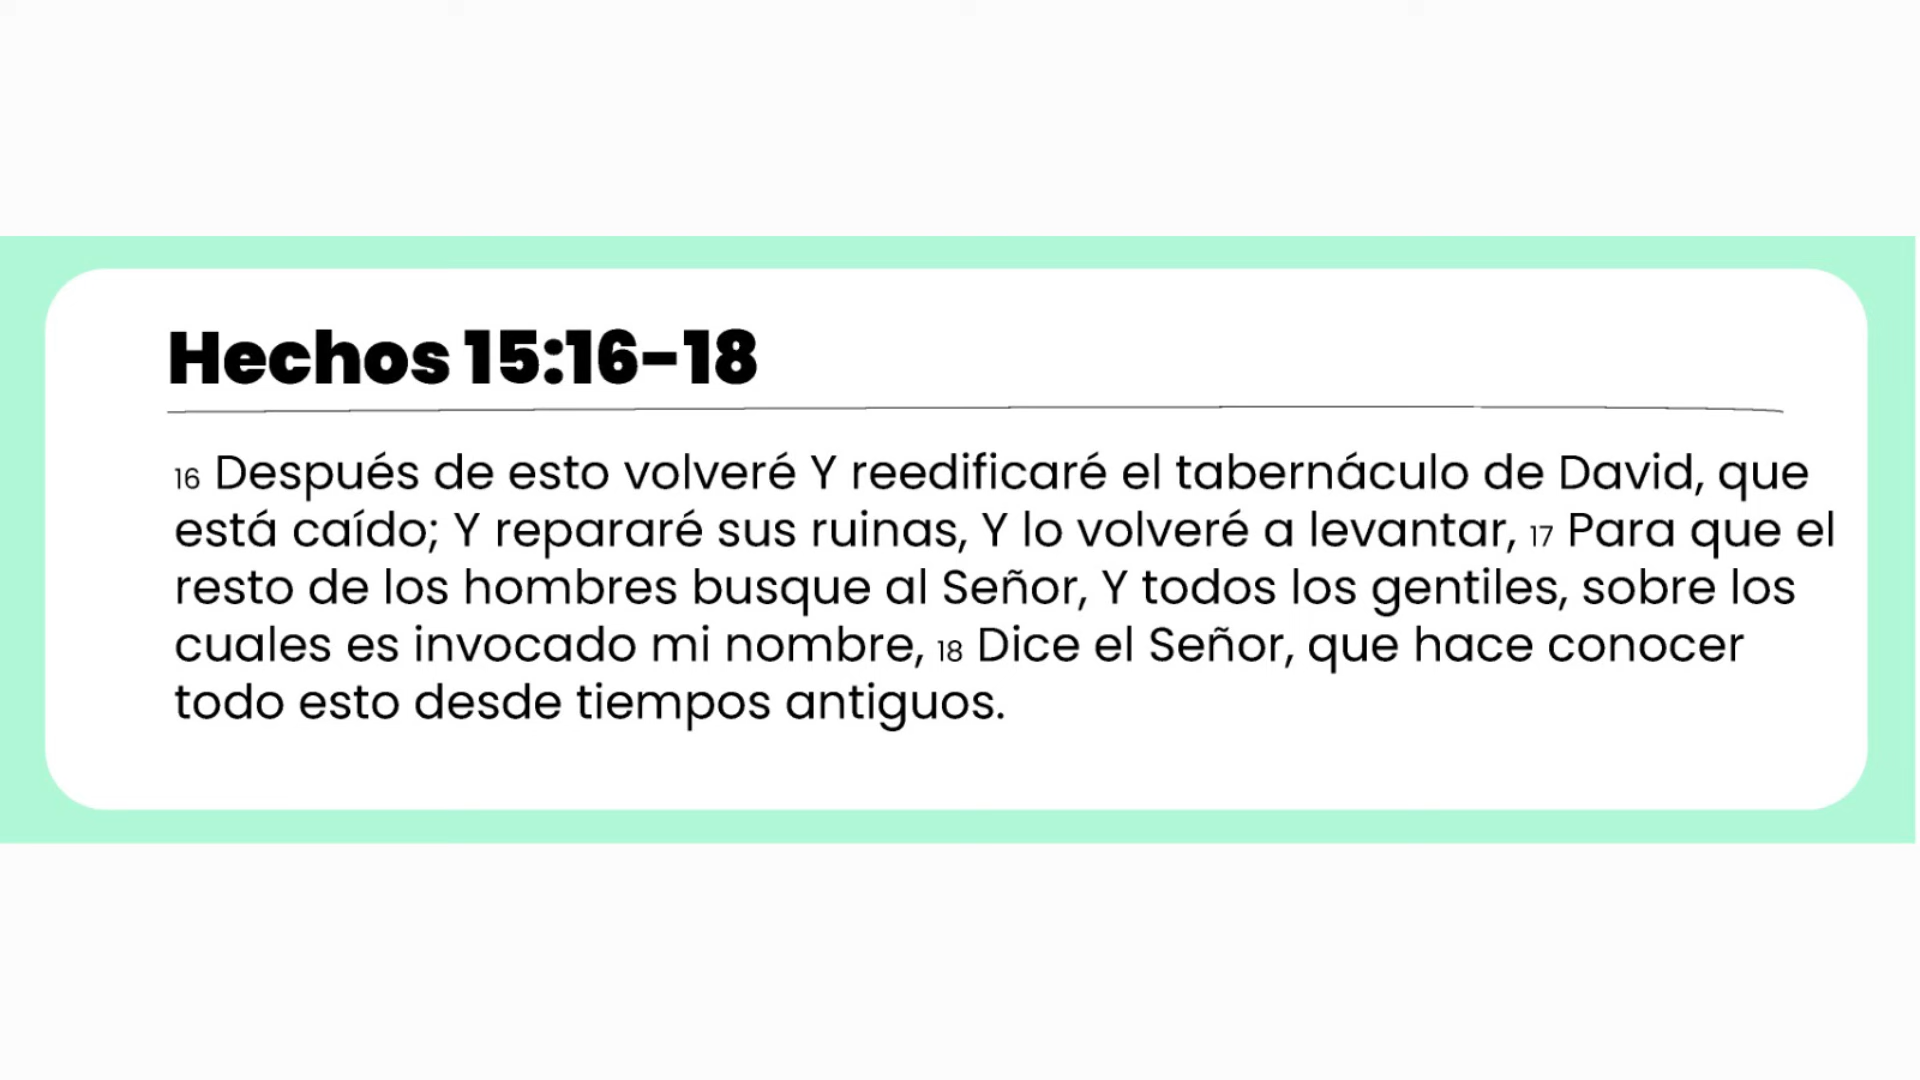 Hechos 15:16-18
16 Después de esto volveré Y reedificaré el tabernáculo de David, que
está caído; Y repararé sus ruinas, Y lo volveré a levantar, 17 Para que el
resto de los hombres busque al Señor, Y todos los gentiles, sobre los
cuales es invocado mi nombre, 18 Dice el Señor, que hace conocer
todo esto desde tiempos antiguos.